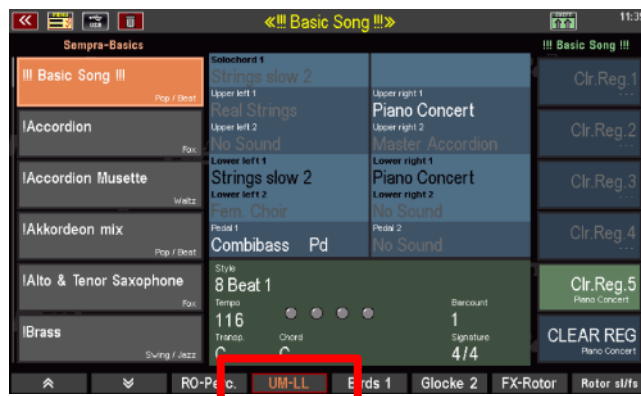 «!!! Basic Song !!!»
11:35
Sempra-Basics
!!! Basic Song !!!
!!! Basic Song !!!
Pop / Beat
!Accordion
Fox
!Accordion Musette
Waltz
!Akkordeon mix
Pop / Beat
!Alto & Tenor Saxophone
Fox
!Brass
Swing / Jazz
Solochord 1
Strings slow 2
Upper left 1
Real Strings
Upper right 1
Piano Concert
Upper left 2
No Sound
Upper right 2
Master Accordion
Lower left 1
Strings slow 2
Lower right 1
Piano Concert
Lower left 2
Fem. Choir
Lower right 2
No Sound
Pedal 1
Combibass Pd
Pedal 2
No Sound
Style
8 Beat 1
Tempo
116
Barcount
1
Transp.
C
Chord
C
Signature
4/4
Clr.Reg.1
---
Clr.Reg.2
---
Clr.Reg.3
---
Clr.Reg.4
---
Clr.Reg.5
Piano Concert
CLEAR REG
Piano Concert
RO-Perc.
UM-LL
Birds 1
Glocke 2
FX-Rotor
Rotor sl/fs